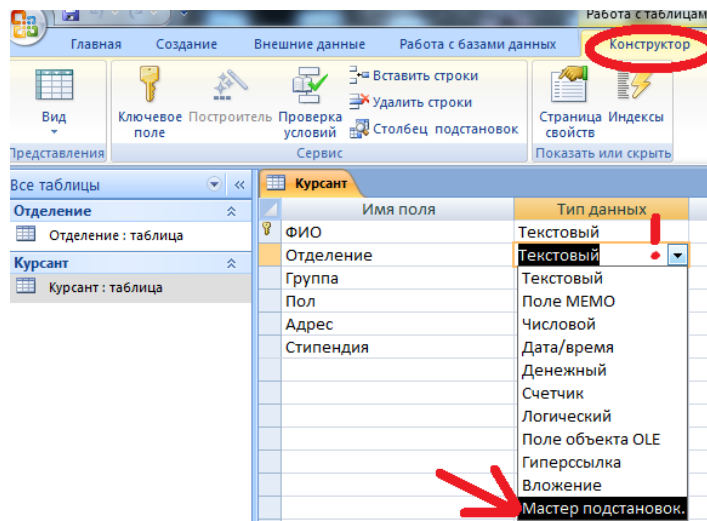 Работа с таблицам
Главная Создание Внешние данные Работа с базами данных Конструктор
Вид
Ключевое поле
Построитель
Проверка условий
Вставить строки
Удалить строки
Столбец подстановок
Страница свойств
Индексы
Представления Сервис Показать или скрыть
Все таблицы
Отделение
Отделение : таблица
Курсант
Курсант : таблица
Курсант
Имя поля Тип данных
ФИО Текстовый
Отделение Текстовый
Группа
Пол
Адрес
Стипендия
Текстовый
Поле МЕМО
Числовой
Дата/время
Денежный
Счетчик
Логический
Поле объекта OLE
Гиперссылка
Вложение
Мастер подстановок.
!